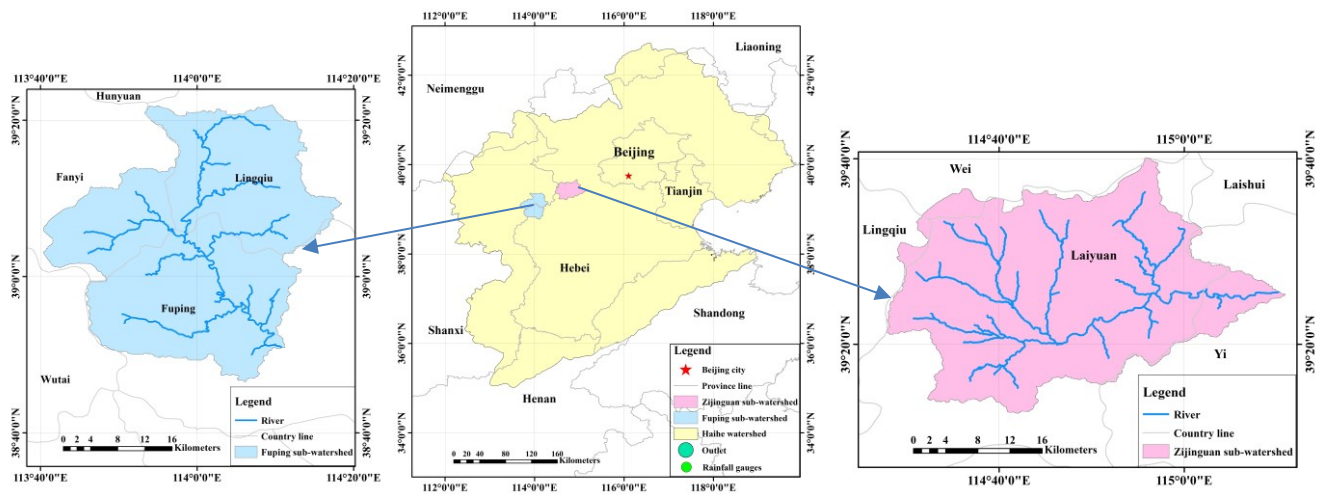 113°40'0"E
114°0'0"E
114°20'0"E
Hunyuan
39°20'0"N
39°20'0"N
Fanyi
Lingqiu
39°0'0"N
39°0'0"N
Fuping
Wutai
Legend
River
Country line
Fuping sub-watershed
0 2 4 8 12 16
Kilometers
38°40'0"N
38°40'0"N
113°40'0"E
114°0'0"E
114°20'0"E
112°0'0"E
114°0'0"E
116°0'0"E
118°0'0"E
Liaoning
42°0'0"N
42°0'0"N
Neimenggu
Beijing
40°0'0"N
40°0'0"N
Tianjin
38°0'0"N
38°0'0"N
Hebei
Shanxi
Shandong
36°0'0"N
36°0'0"N
Henan
34°0'0"N
34°0'0"N
Legend
Beijing city
Province line
Zijinguan sub-watershed
Fuping sub-watershed
Haihe watershed
Outlet
Rainfall gauges
0 20 40 80 120 160
Kilometers
112°0'0"E
114°0'0"E
116°0'0"E
118°0'0"E
114°40'0"E
115°0'0"E
39°40'0"N
39°40'0"N
Wei
Laishui
Lingqiu
Laiyuan
39°20'0"N
39°20'0"N
Yi
Legend
River
Country line
Zijinguan sub-watershed
0 2 4 8 12 16
Kilometers
114°40'0"E
115°0'0"E